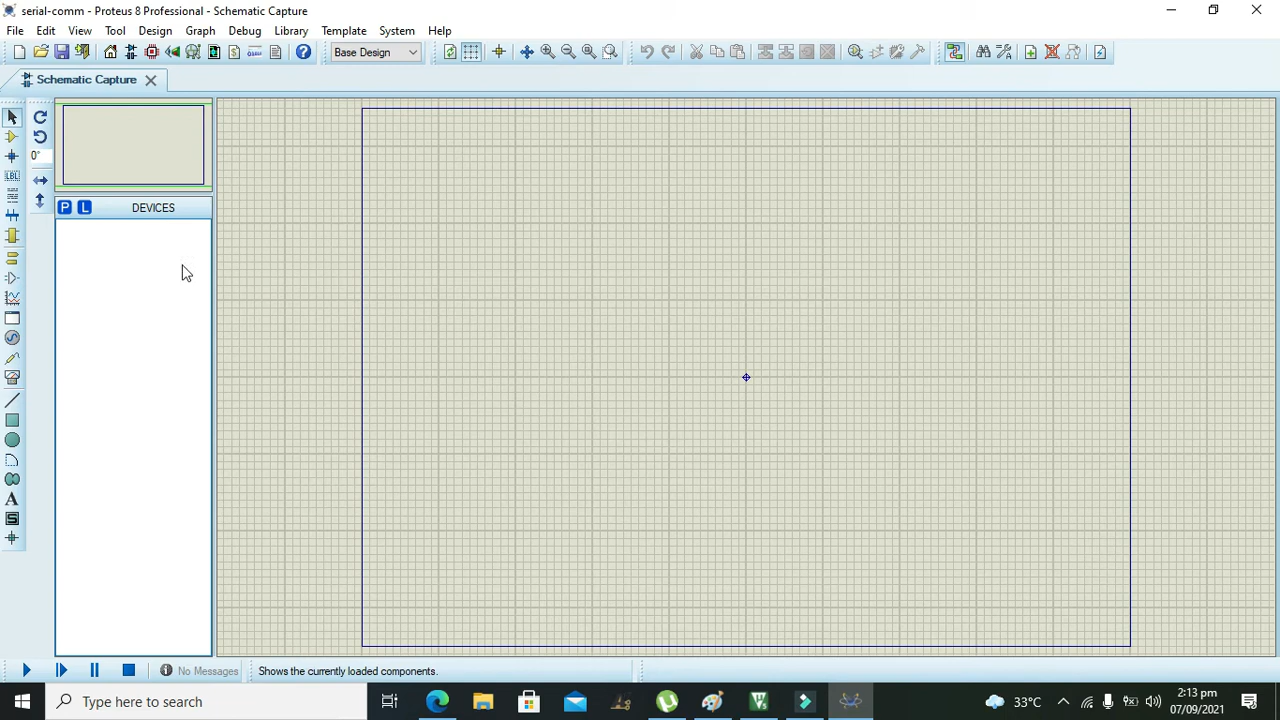 serial-comm - Proteus 8 Professional - Schematic Capture
File Edit View Tool Design Graph Debug Library Template System Help
Base Design
Schematic Capture
LBL
0°
P L DEVICES
A
S
No Messages
Shows the currently loaded components.
Type here to search
33°C
2:13 pm
07/09/2021